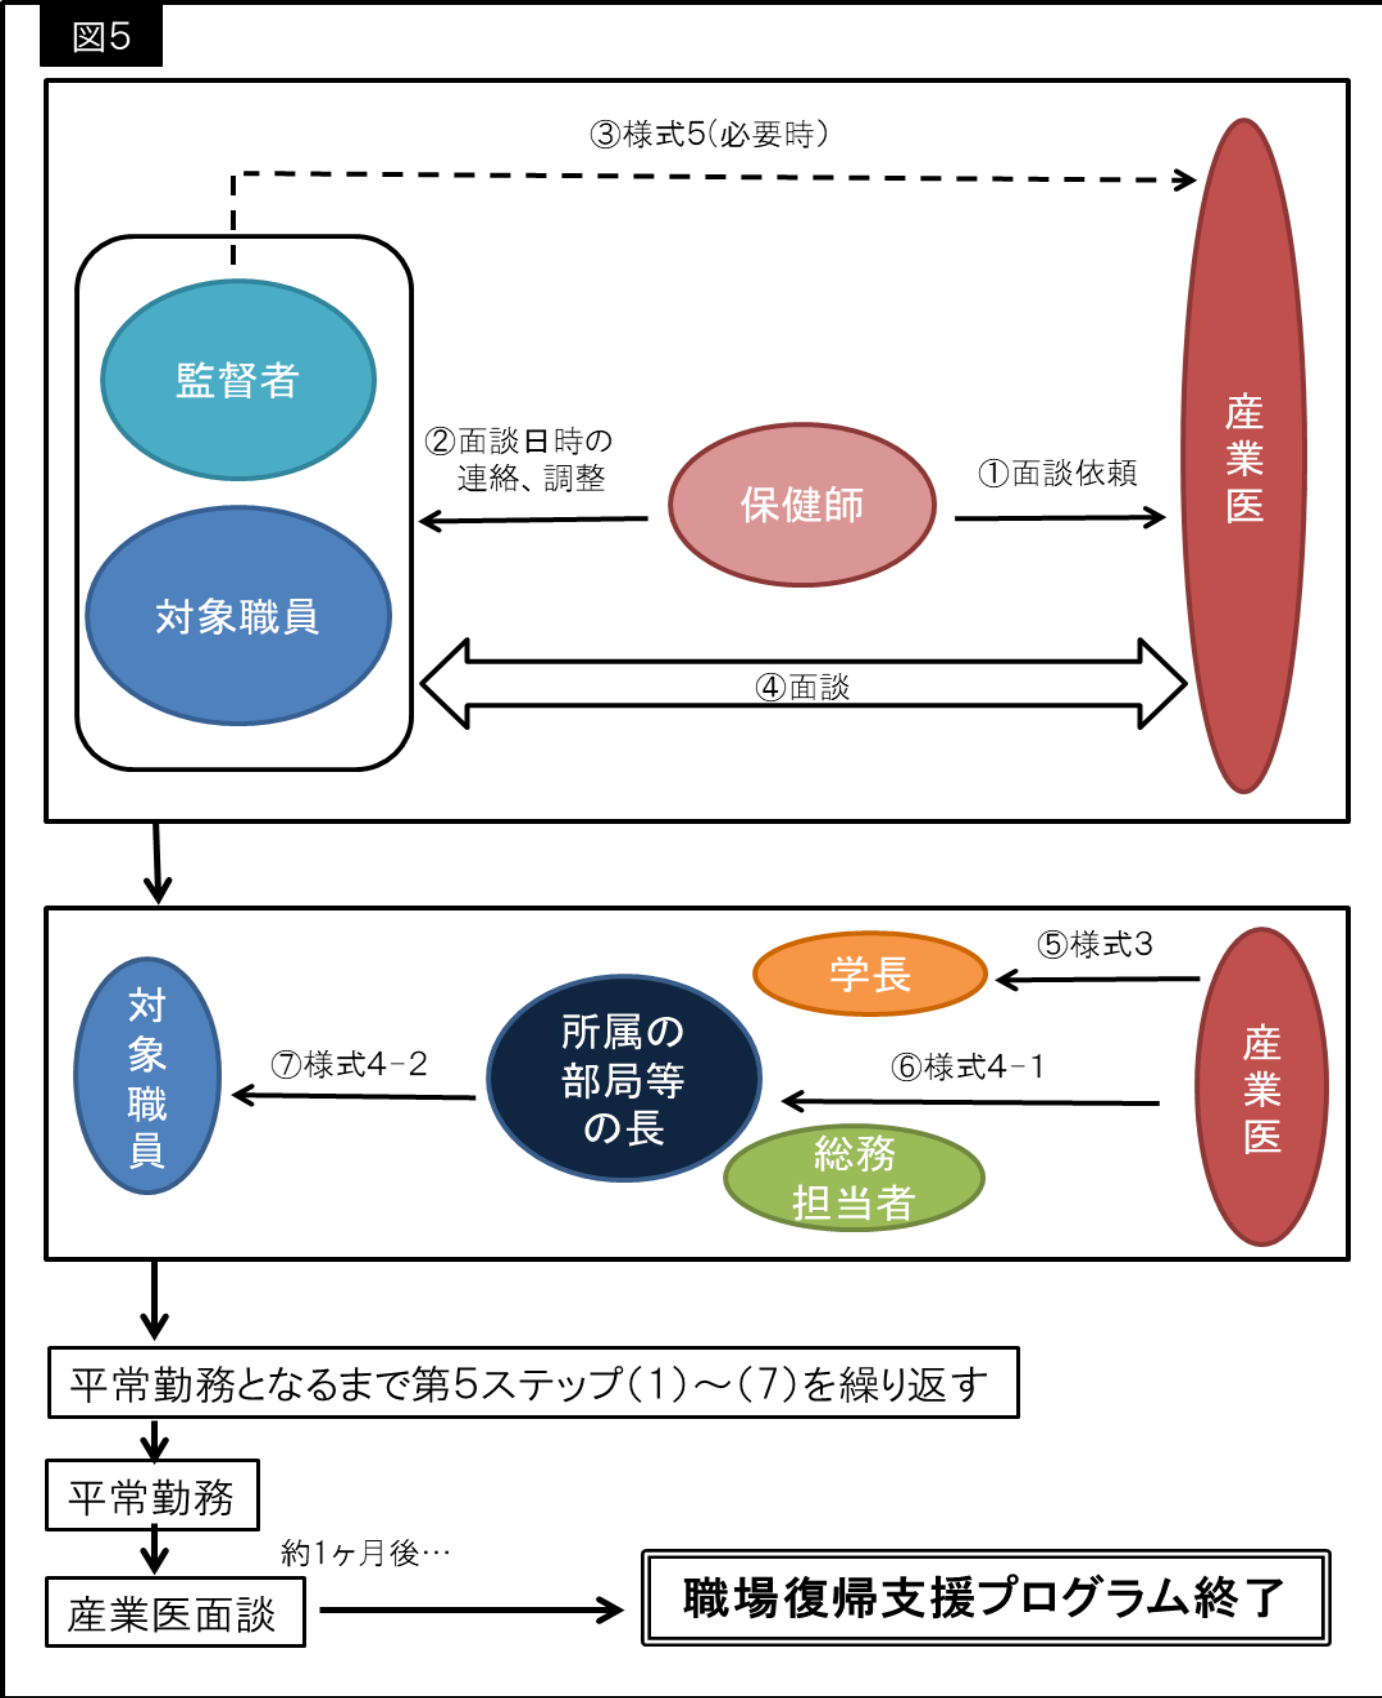 図5
③様式5(必要時)
監督者
②面談日時の
連絡、調整
保健師
①面談依頼
産業医
対象職員
④面談
学長
⑤様式3
対象職員
⑦様式4-2
所属の
部局等
の長
⑥様式4-1
産業医
総務
担当者
平常勤務となるまで第5ステップ(1)～(7)を繰り返す
平常勤務
約1ヶ月後…
産業医面談
職場復帰支援プログラム終了